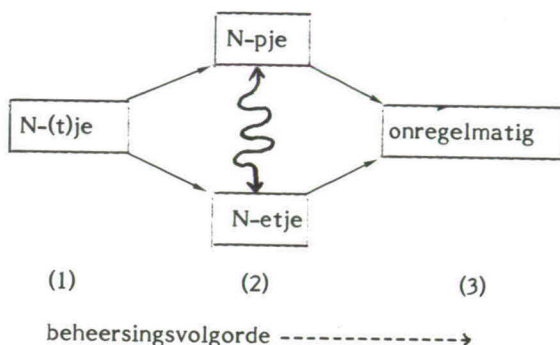 N-pje
N-(t)je
onregelmatig
N-etje
(1) (2) (3)
beheersingsvolgorde